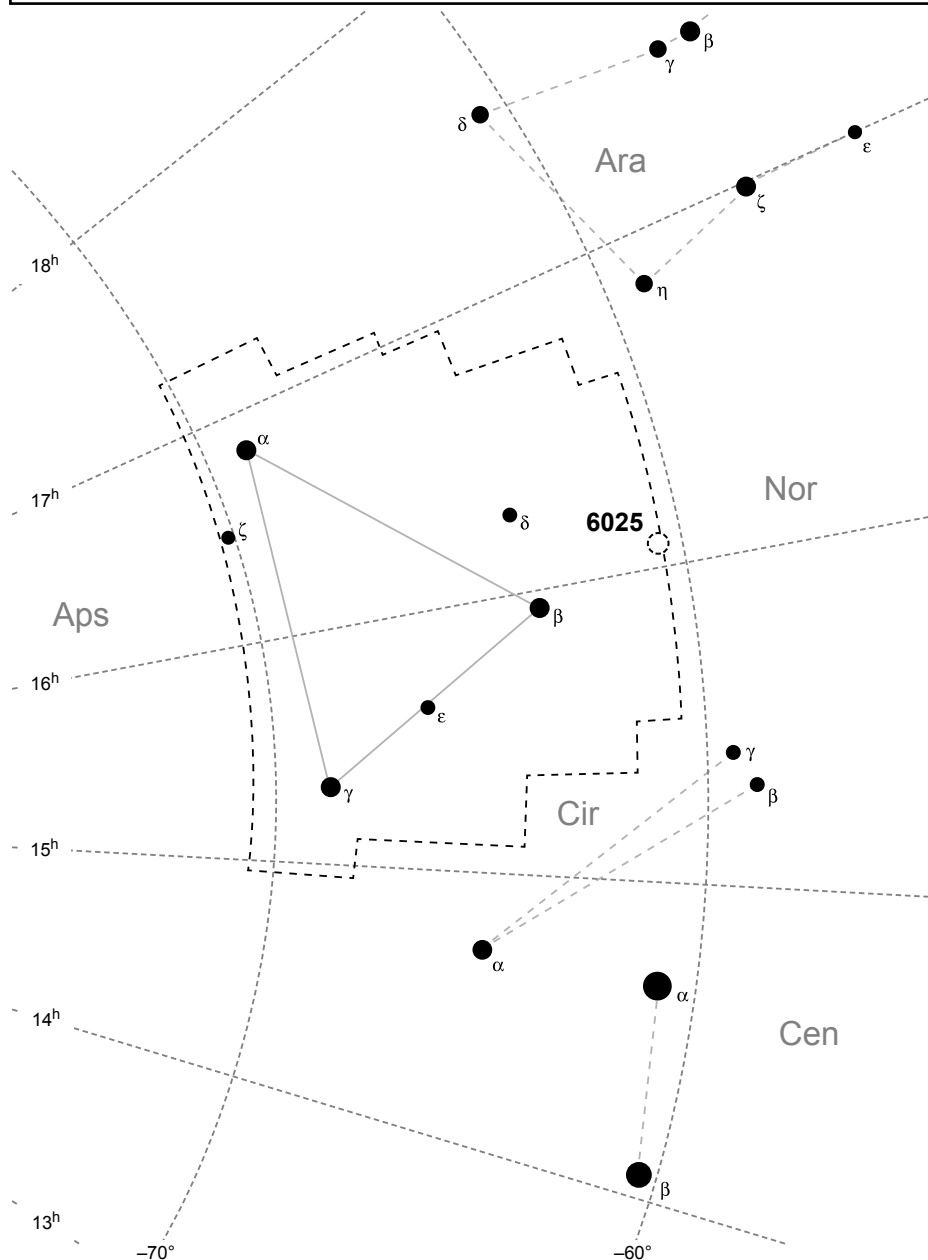 β
γ
δ
ε
Ara
ζ
18ʰ
η
α
Nor
17ʰ
6025
δ
ζ
Aps
β
16ʰ
ε
γ
β
γ
Cir
15ʰ
α
α
14ʰ
Cen
β
13ʰ
–70°
–60°